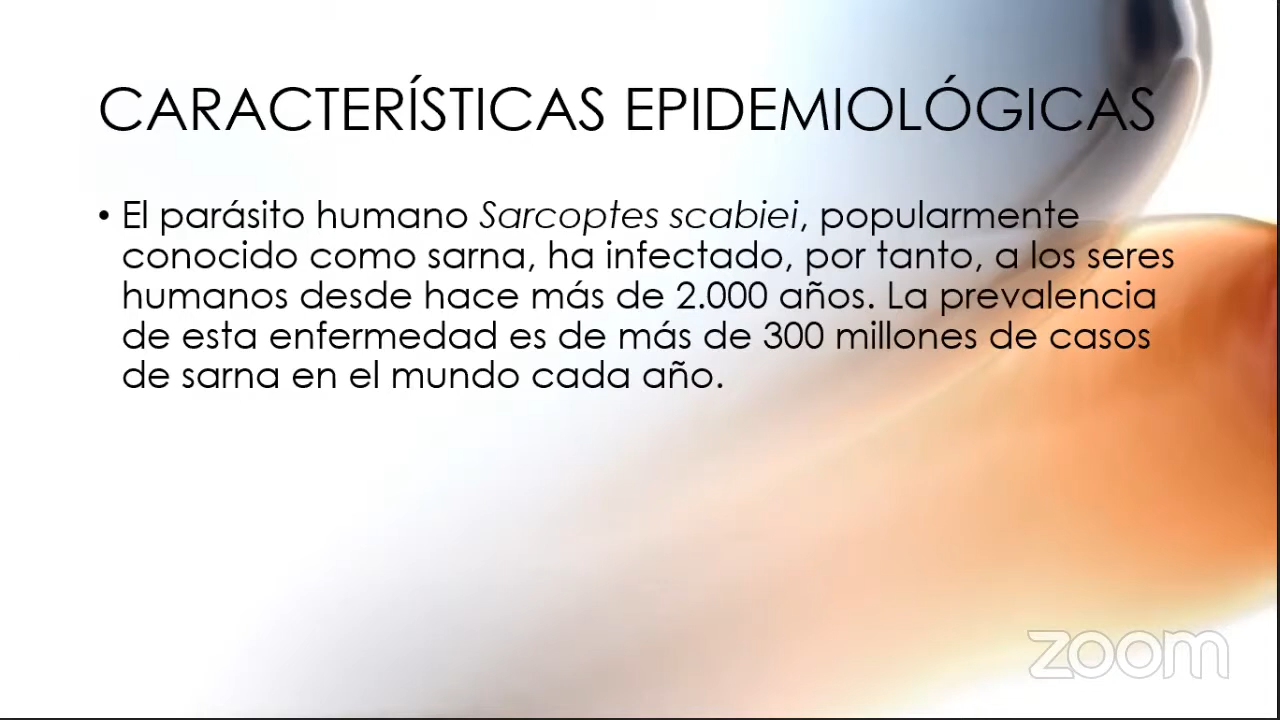 CARACTERÍSTICAS EPIDEMIOLÓGICAS
• El parásito humano Sarcoptes scabiei, popularmente
conocido como sarna, ha infectado, por tanto, a los seres
humanos desde hace más de 2.000 años. La prevalencia
de esta enfermedad es de más de 300 millones de casos
de sarna en el mundo cada año.
zoom